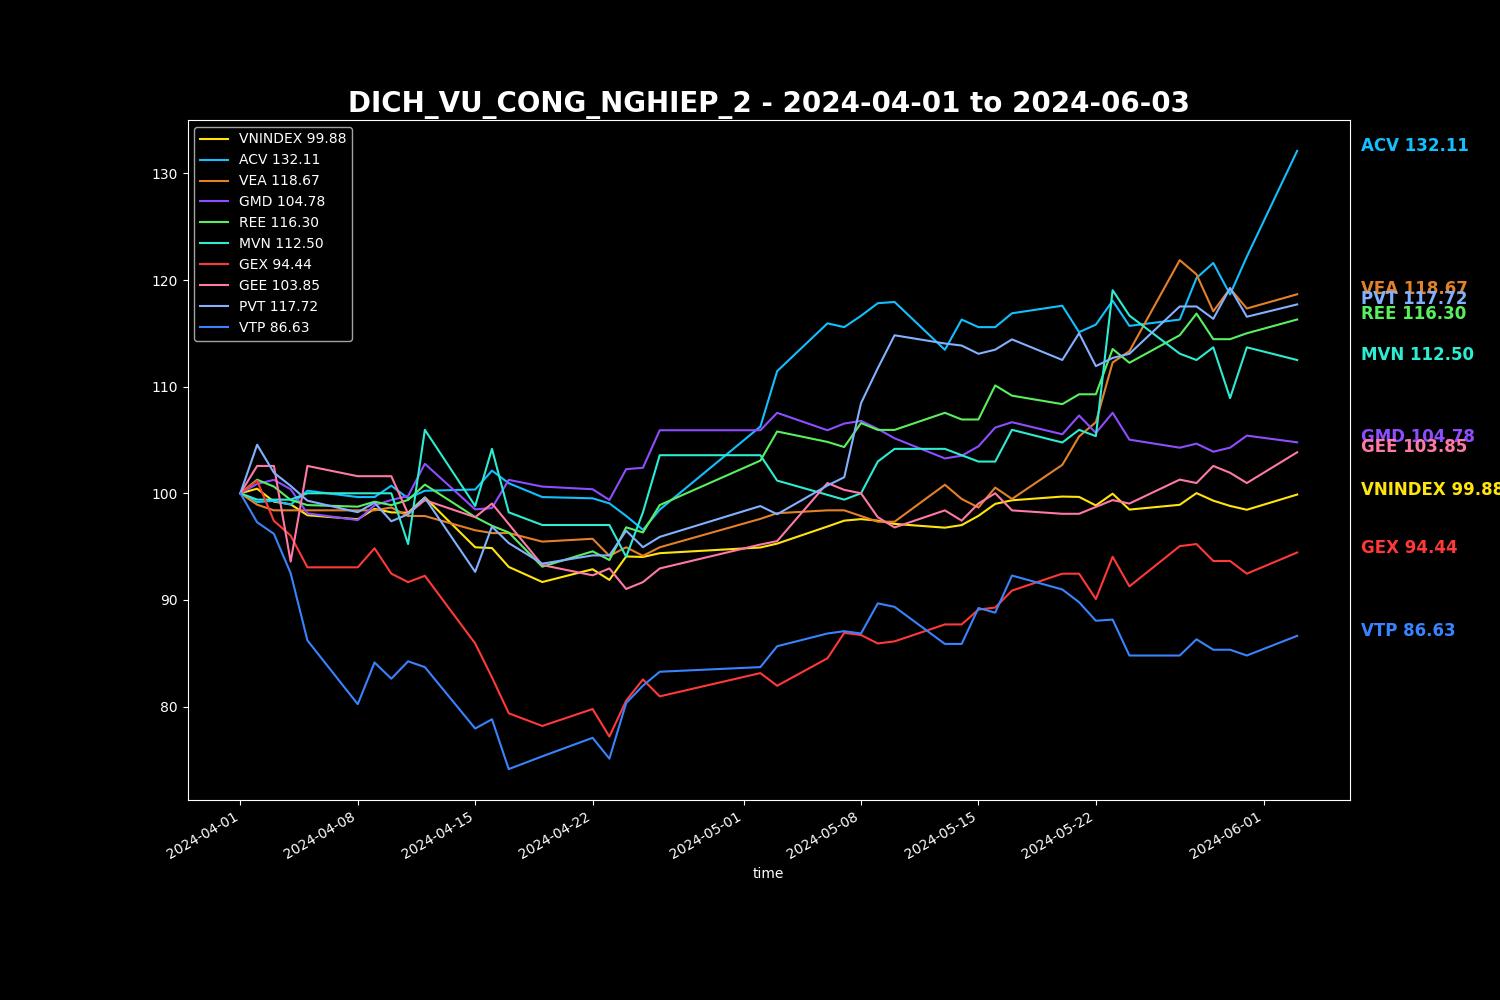 DICH_VU_CONG_NGHIEP_2 - 2024-04-01 to 2024-06-03
VNINDEX 99.88
ACV 132.11
VEA 118.67
GMD 104.78
REE 116.30
MVN 112.50
GEX 94.44
GEE 103.85
PVT 117.72
VTP 86.63
130
120
110
100
90
80
ACV 132.11
VEA 118.67
PVT 117.72
REE 116.30
MVN 112.50
GMD 104.78
GEE 103.85
VNINDEX 99.88
GEX 94.44
VTP 86.63
2024-04-01
2024-04-08
2024-04-15
2024-04-22
2024-05-01
2024-05-08
2024-05-15
2024-05-22
2024-06-01
time